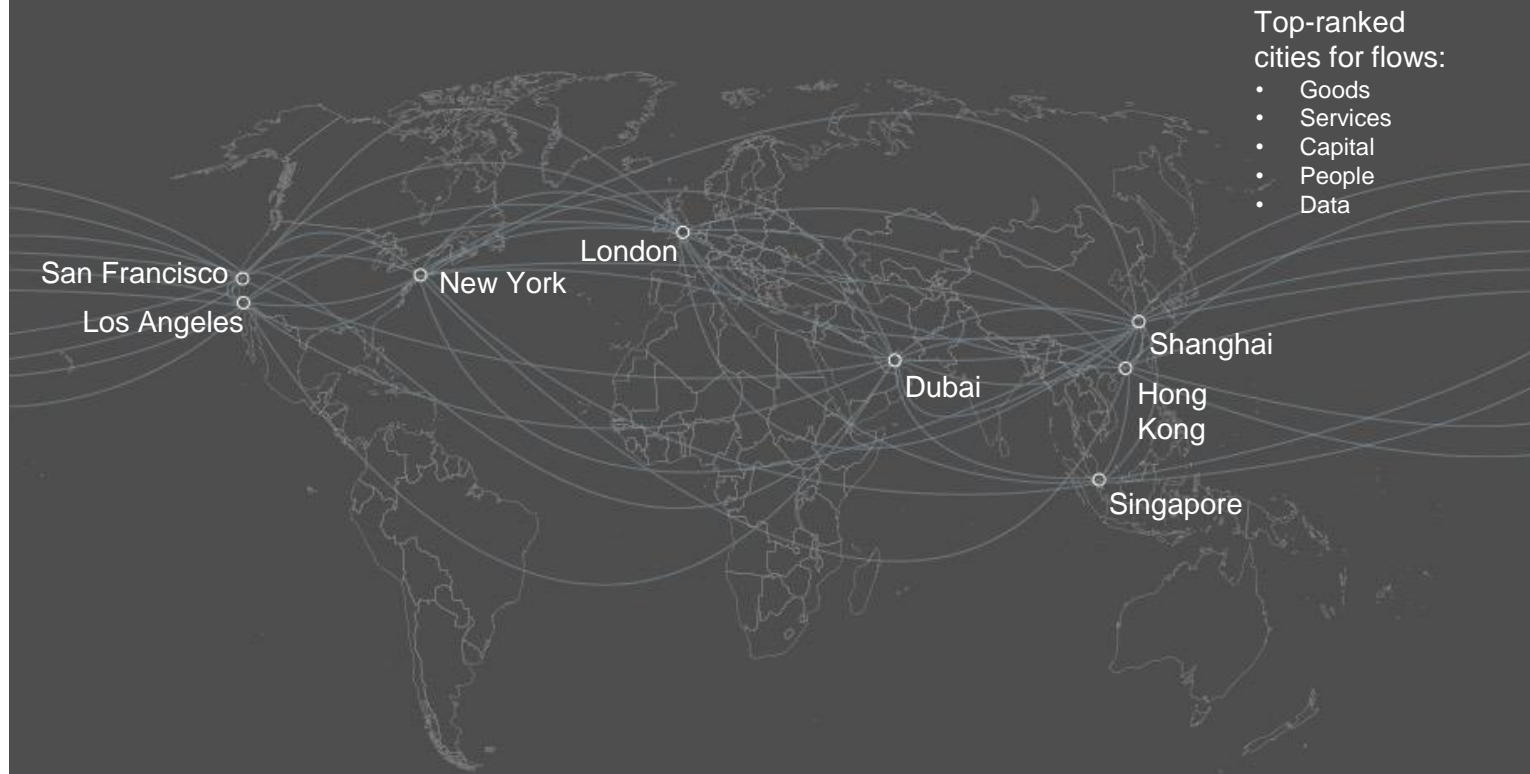 Top-ranked
cities for flows:
• Goods
• Services
• Capital
• People
• Data
London
San Francisco
New York
Los Angeles
Shanghai
Dubai
Hong
Kong
Singapore